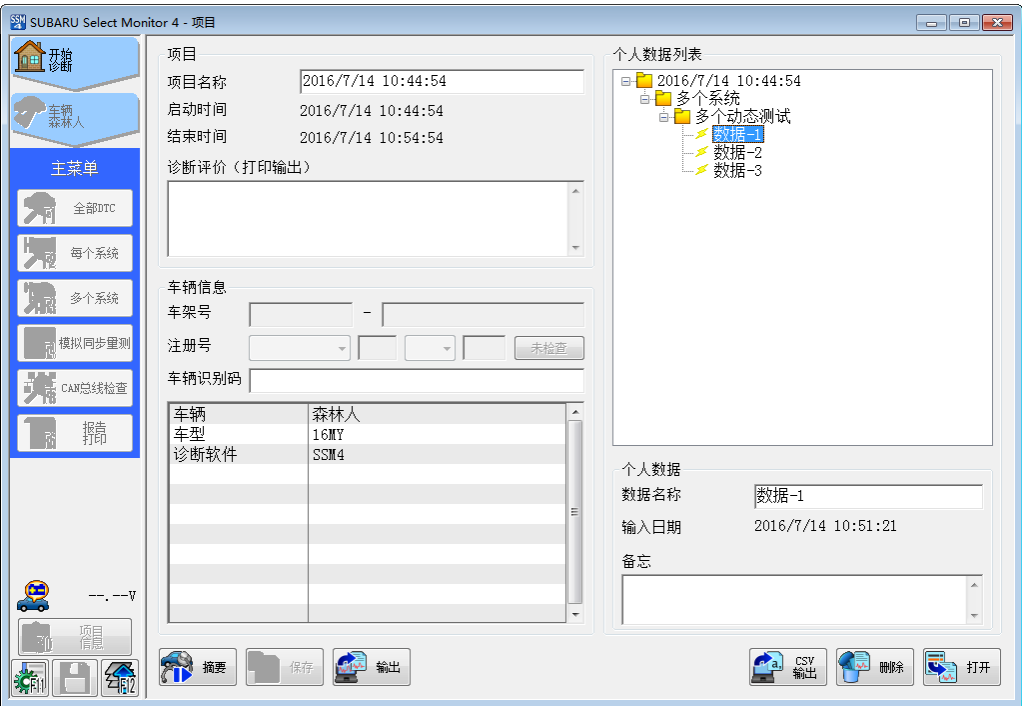 SUBARU Select Monitor 4 - 项目
开始
诊断
车辆
森林人
主菜单
全部DTC
每个系统
多个系统
模拟同步量测
CAN总线检查
报告
打印
--.--V
项目
信息
F11
F12
项目
项目名称
2016/7/14 10:44:54
启动时间
2016/7/14 10:44:54
结束时间
2016/7/14 10:54:54
诊断评价（打印输出）
车辆信息
车架号
-
注册号
未检查
车辆识别码
车辆 森林人
车型 16MY
诊断软件 SSM4
摘要
保存
输出
个人数据列表
2016/7/14 10:44:54
多个系统
多个动态测试
数据-1
数据-2
数据-3
个人数据
数据名称
数据-1
输入日期
2016/7/14 10:51:21
备忘
CSV
输出
删除
打开